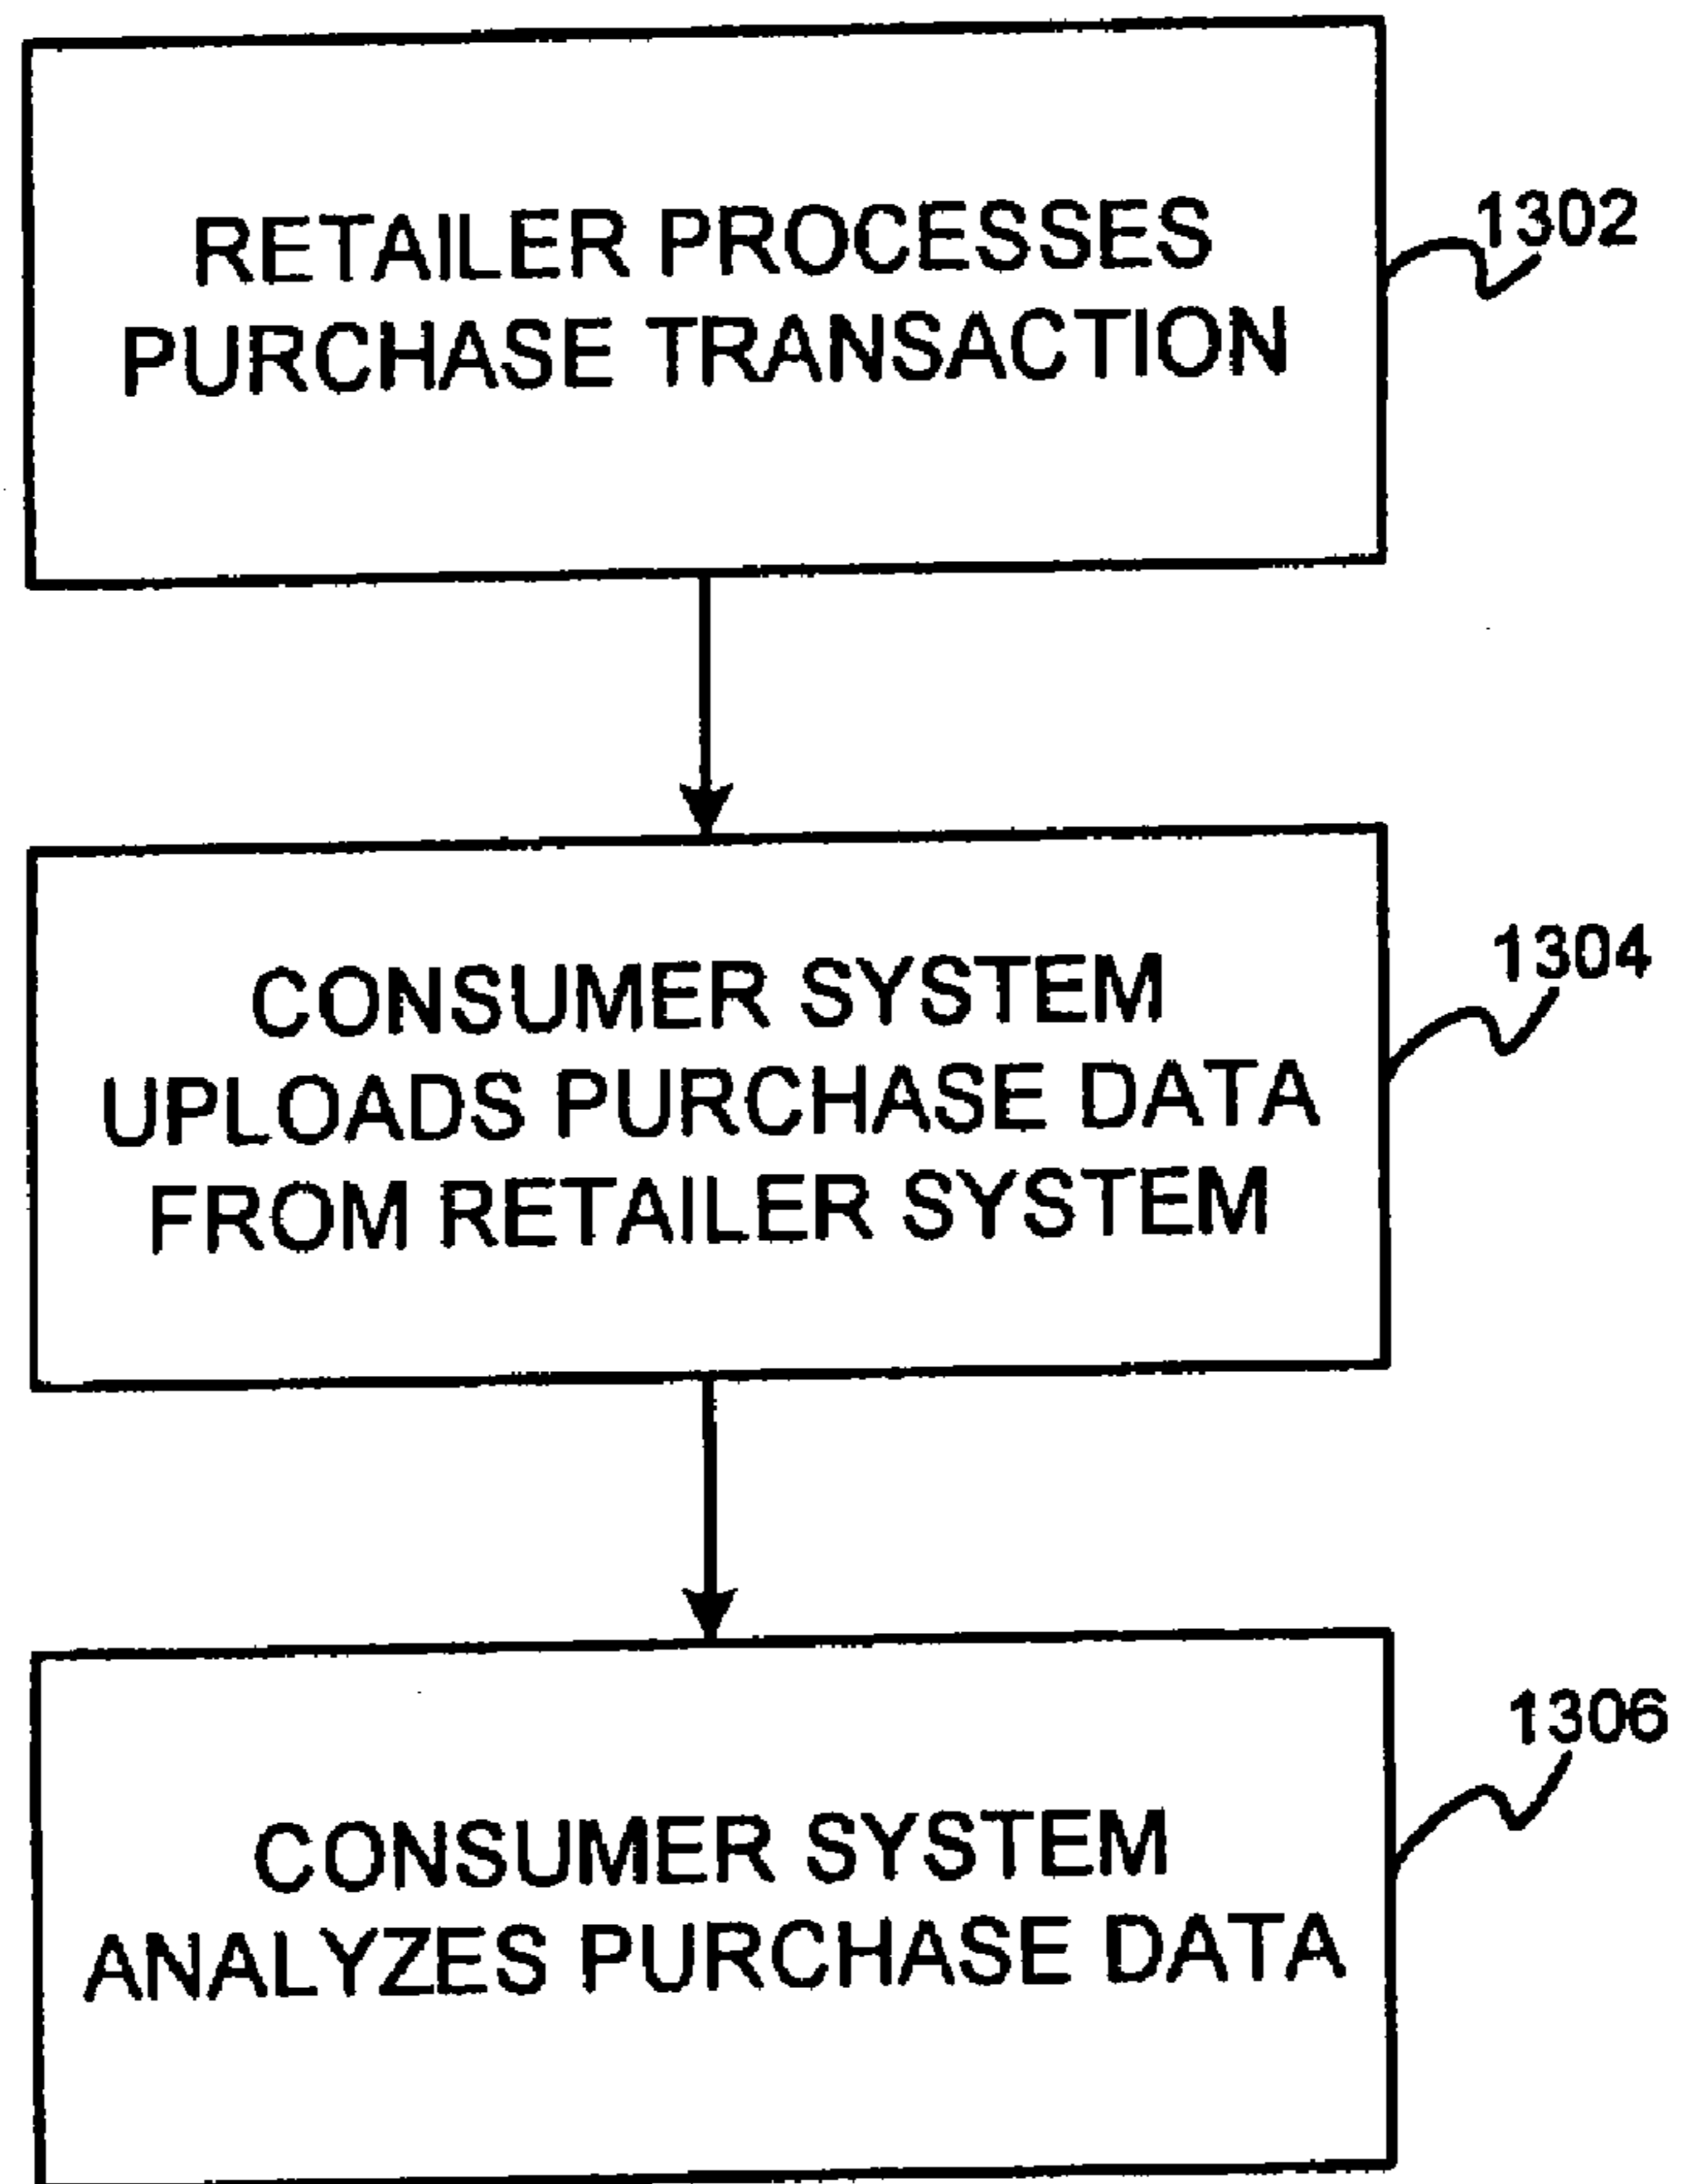 RETAILER PROCESSES
PURCHASE TRANSACTION
1302
CONSUMER SYSTEM
UPLOADS PURCHASE DATA
FROM RETAILER SYSTEM
1304
CONSUMER SYSTEM
ANALYZES PURCHASE DATA
1306